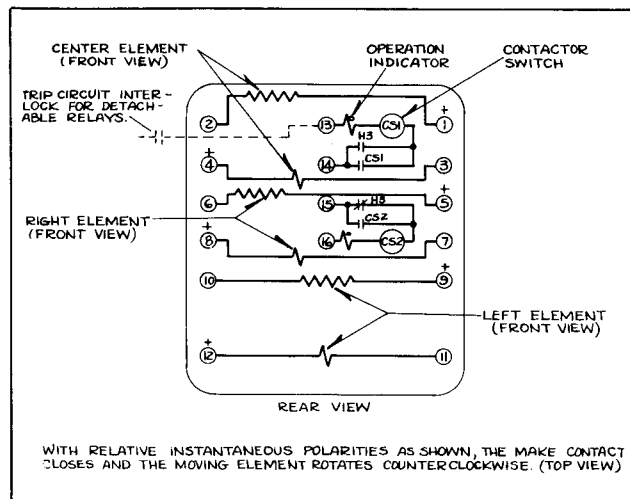 CENTER ELEMENT
(FRONT VIEW)
OPERATION
INDICATOR
CONTACTOR
SWITCH
TRIP CIRCUIT INTER-
LOCK FOR DETACH-
ABLE RELAYS.
2
13
CS1
+
1
H3
+
4
14
CS1
3
6
15
H3
+
5
CS2
RIGHT ELEMENT
(FRONT VIEW)
+
8
16
CS2
7
10
+
9
LEFT ELEMENT
(FRONT VIEW)
+
12
11
REAR VIEW
WITH RELATIVE INSTANTANEOUS POLARITIES AS SHOWN, THE MAKE CONTACT
CLOSES AND THE MOVING ELEMENT ROTATES COUNTERCLOCKWISE. (TOP VIEW)